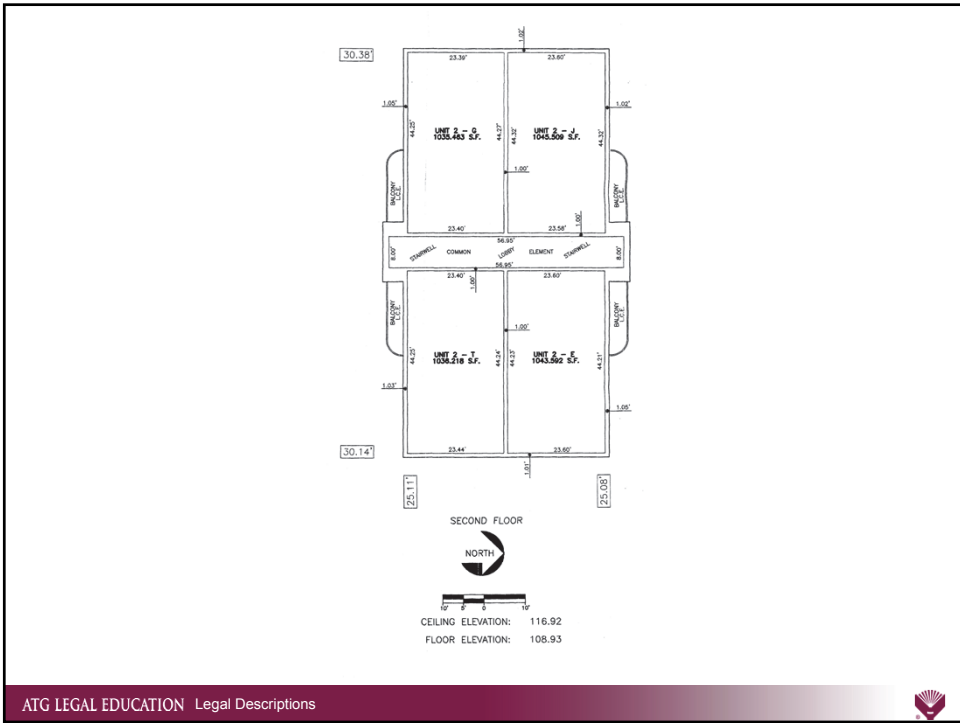 1.02'
30.38'
23.39'
23.60'
1.05'
1.02'
44.25'
UNIT 2 - G
1035.463 S.F.
44.27'
44.32'
UNIT 2 - J
1045.509 S.F.
44.32'
1.00'
BALCONY
L.C.E.
BALCONY
L.C.E.
23.40'
23.58'
1.00'
56.95'
8.00'
STAIRWELL
COMMON
LOBBY
ELEMENT
STAIRWELL
8.00'
56.95'
23.40'
1.00'
23.60'
BALCONY
L.C.E.
BALCONY
L.C.E.
1.00'
44.25'
UNIT 2 - T
1036.218 S.F.
44.24'
44.23'
UNIT 2 - E
1043.592 S.F.
44.21'
1.03'
1.05'
30.14'
23.44'
23.60'
1.01'
25.11'
25.08'
SECOND FLOOR
NORTH
10' 5' 0 10'
CEILING ELEVATION: 116.92
FLOOR ELEVATION: 108.93
ATG LEGAL EDUCATION Legal Descriptions